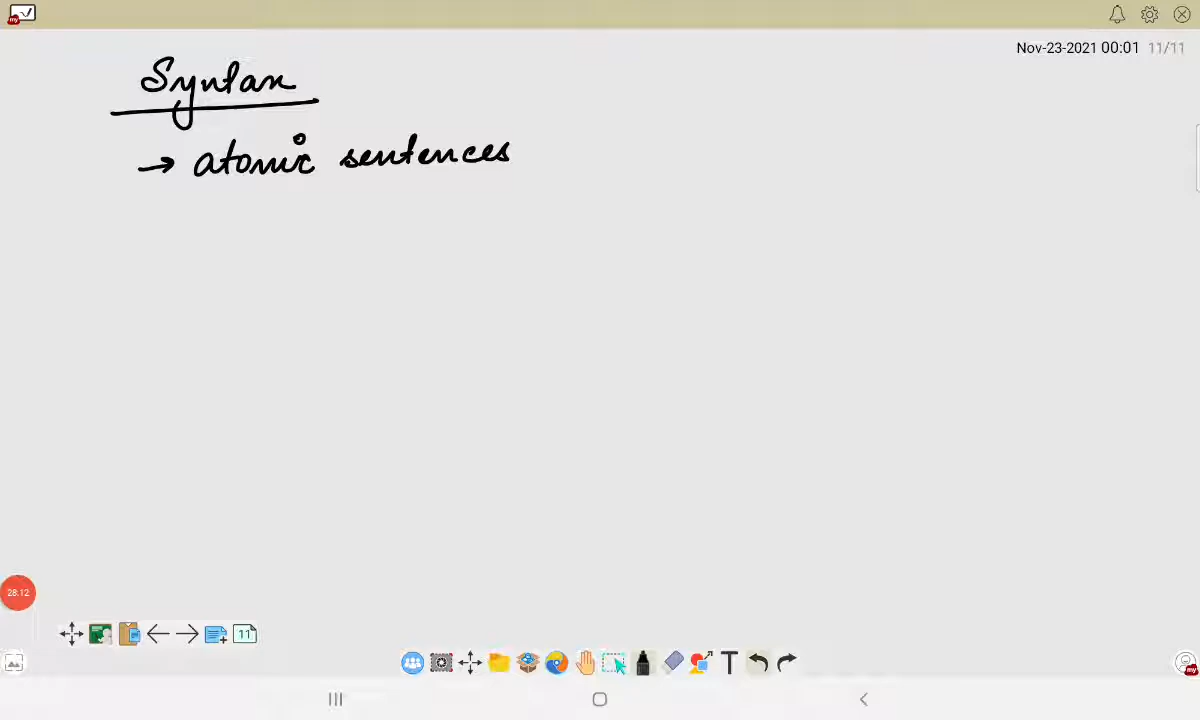 Nov-23-2021 00:01 11/11
Syntax
→ atomic sentences
28:12
11